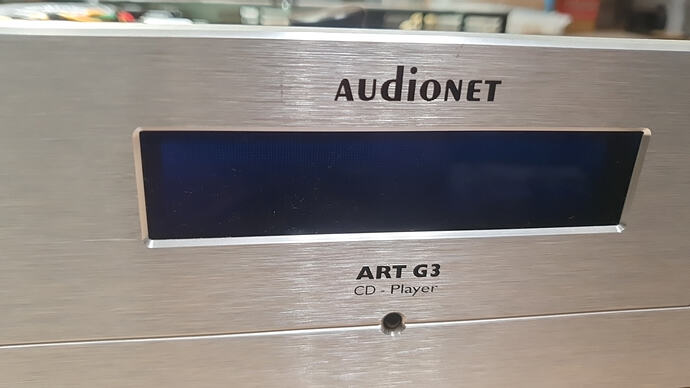 AUdiONET
ART G3
CD - Player